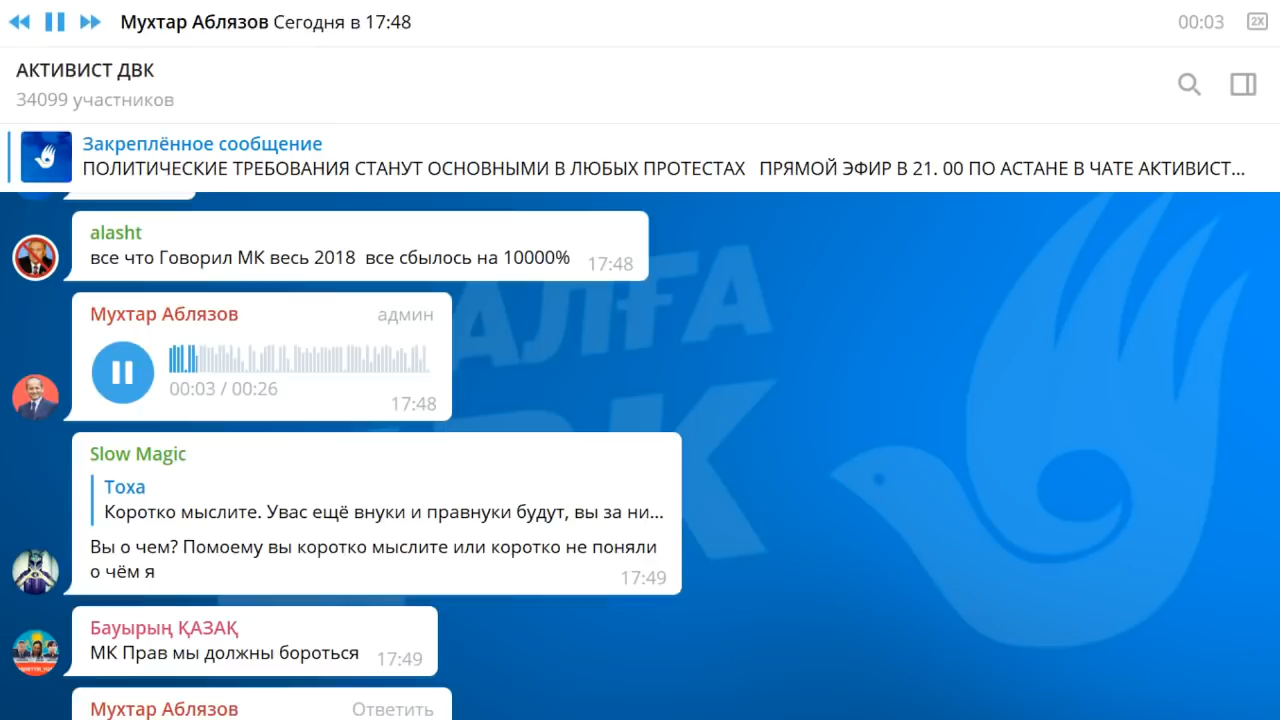 Мухтар Аблязов Сегодня в 17:48
00:03
2X
АКТИВИСТ ДВК
34099 участников
Закреплённое сообщение
ПОЛИТИЧЕСКИЕ ТРЕБОВАНИЯ СТАНУТ ОСНОВНЫМИ В ЛЮБЫХ ПРОТЕСТАХ ПРЯМОЙ ЭФИР В 21. 00 ПО АСТАНЕ В ЧАТЕ АКТИВИСТ...
alasht
все что Говорил МК весь 2018 все сбылось на 10000%
17:48
АЛҒА
Мухтар Аблязов
админ
00:03 / 00:26
17:48
Slow Magic
Тоха
Коротко мыслите. Увас ещё внуки и правнуки будут, вы за ни...
Вы о чем? Помоему вы коротко мыслите или коротко не поняли
о чём я
17:49
Бауырың ҚАЗАҚ
МК Прав мы должны бороться
17:49
Мухтар Аблязов
Ответить